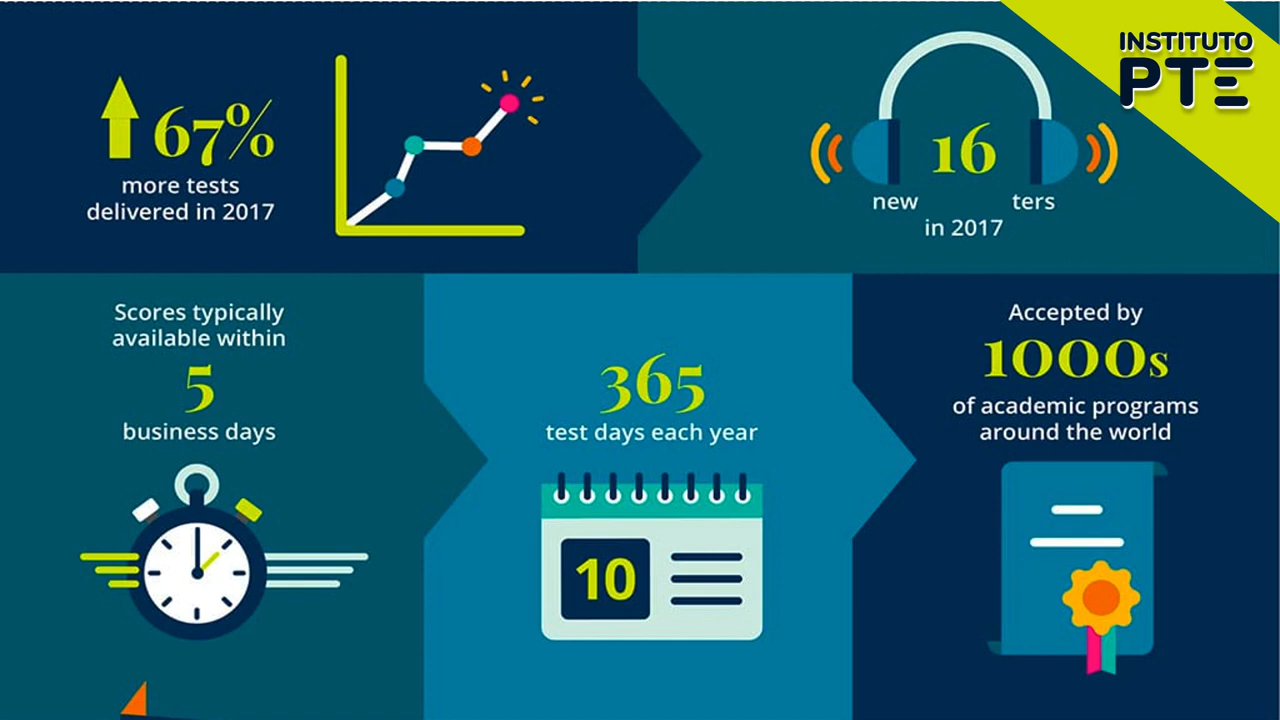 67%
more tests
delivered in 2017
16
new ters
in 2017
INSTITUTO
PTE
Scores typically
available within
5
business days
365
test days each year
10
Accepted by
1000s
of academic programs
around the world